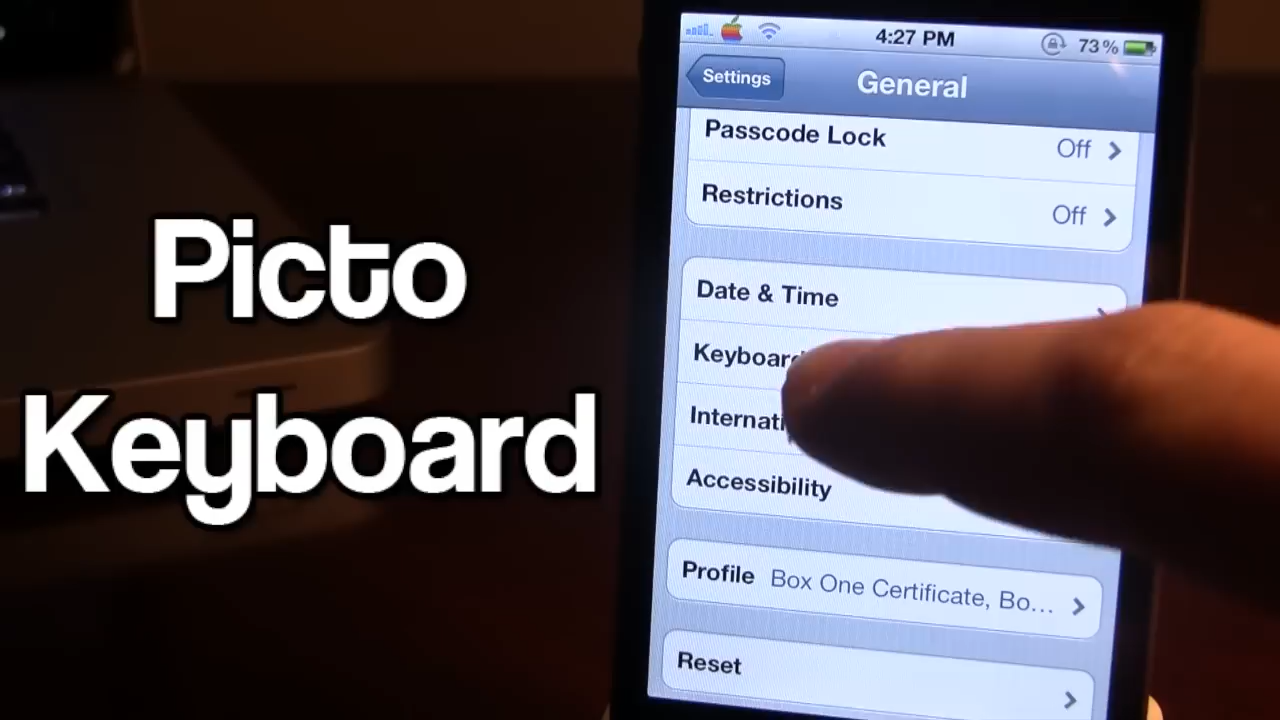 4:27 PM
73%
Settings
General
Passcode Lock
Off
Restrictions
Off
Date & Time
Picto
Keyboard
Accessibility
Profile
Box One Certificate, Bo...
Reset